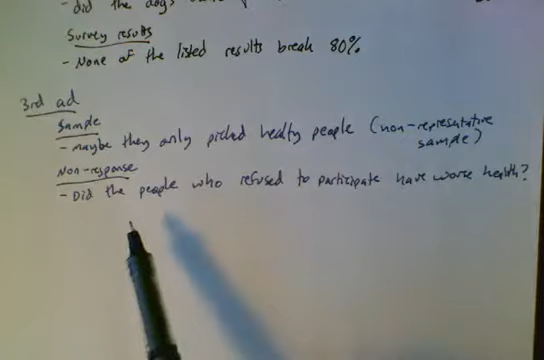 - did the dogs
Survey results
- None of the listed results break 80%
3rd ad
Sample
- maybe they only picked healty people (non-representative
sample)
Non-response
- Did the people who refused to participate have worse health?